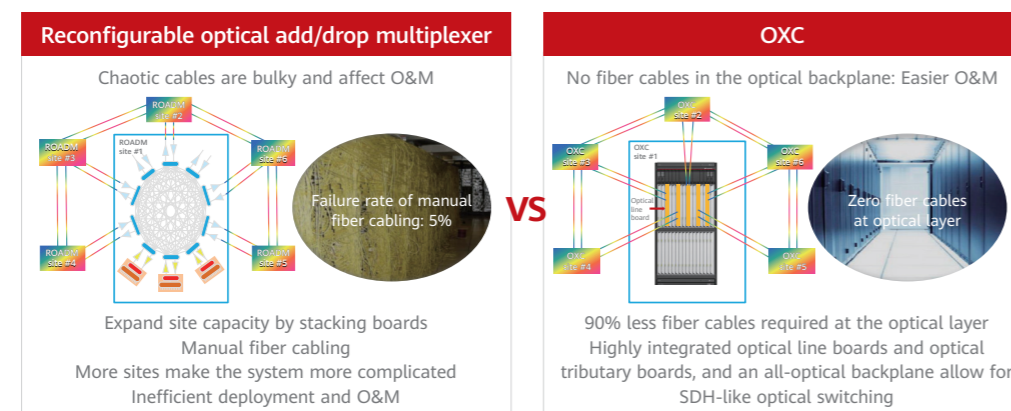 Reconfigurable optical add/drop multiplexer
Chaotic cables are bulky and affect O&M
ROADM
site #2
ROADM
site #1
ROADM
site #3
ROADM
site #6
ROADM
site #4
ROADM
site #5
Failure rate of manual
fiber cabling: 5%
Expand site capacity by stacking boards
Manual fiber cabling
More sites make the system more complicated
Inefficient deployment and O&M
VS
OXC
No fiber cables in the optical backplane: Easier O&M
OXC
site #2
OXC
site #1
OXC
site #3
OXC
site #6
Optical
line
board
OXC
site #4
OXC
site #5
Zero fiber cables
at optical layer
90% less fiber cables required at the optical layer
Highly integrated optical line boards and optical
tributary boards, and an all-optical backplane allow for
SDH-like optical switching